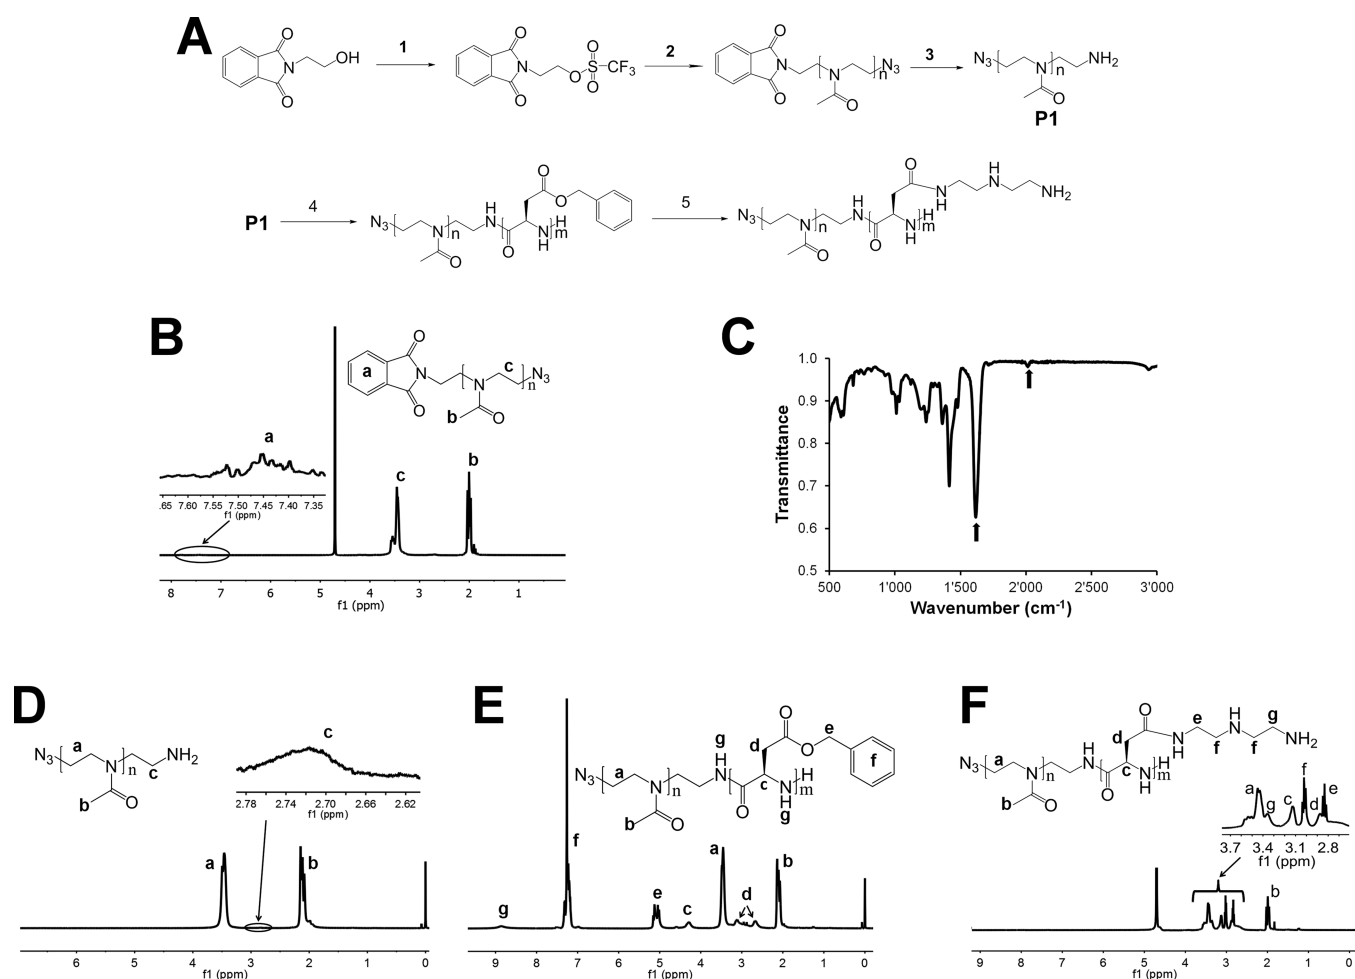 A
1
2
3
O
N
OH
O
O
N
O
O
S
O
O
CF3
O
N
O
N
n
N3
O
N3
N
n
NH2
O
P1
P1
4
5
N3
N
n
O
H
N
O
O
O
N
H
H
m
N3
N
n
O
H
N
O
O
N
H
H
N
NH2
N
H
H
m
B
O
a
N
O
c
N
n
N3
b
O
a
.65 7.60 7.55 7.50 7.45 7.40 7.35
f1 (ppm)
c
b
8 7 6 5 4 3 2 1
f1 (ppm)
C
Transmittance
1.0
0.9
0.8
0.7
0.6
0.5
500 1'000 1'500 2'000 2'500 3'000
Wavenumber (cm-1)
D
a
N3
N
n
NH2
c
b
O
c
2.78 2.74 2.70 2.66 2.62
f1 (ppm)
a
b
6 5 4 3 2 1 0
f1 (ppm)
E
O
e
d
O
f
g
H
N
N3
a
N
n
c
H
m
O
N
H
g
b
O
f
g
e
c
a
d
b
9 8 7 6 5 4 3 2 1 0
f1 (ppm)
F
O
d
N
H
e
f
H
N
f
g
NH2
N3
a
N
n
H
N
c
H
m
O
N
H
b
O
a
g
c
f
d
e
3.7 3.4 3.1 2.8
f1 (ppm)
b
9 8 7 6 5 4 3 2 1 0
f1 (ppm)